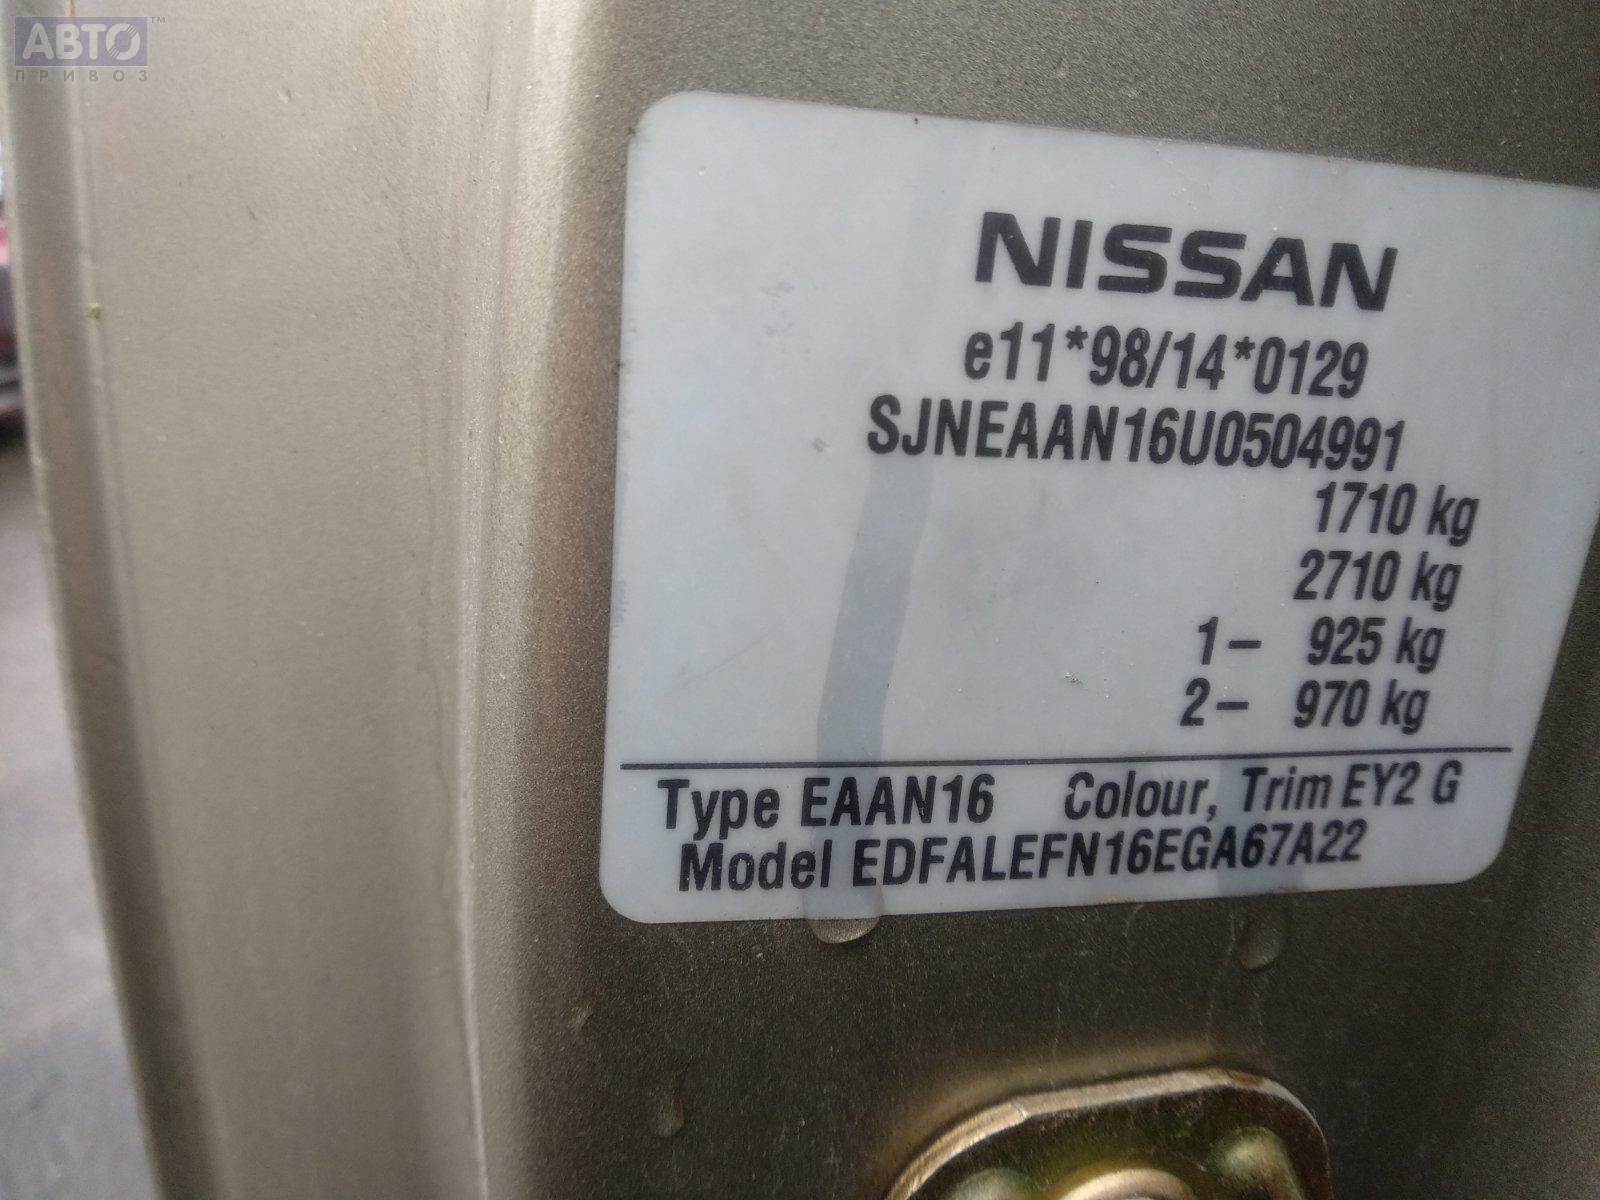 АВТО™
ПРИВОЗ
NISSAN
e11*98/14*0129
SJNEAAN16U0504991
1710 kg
2710 kg
1– 925 kg
2– 970 kg
Type EAAN16 Colour, Trim EY2 G
Model EDFALEFN16EGA67A22